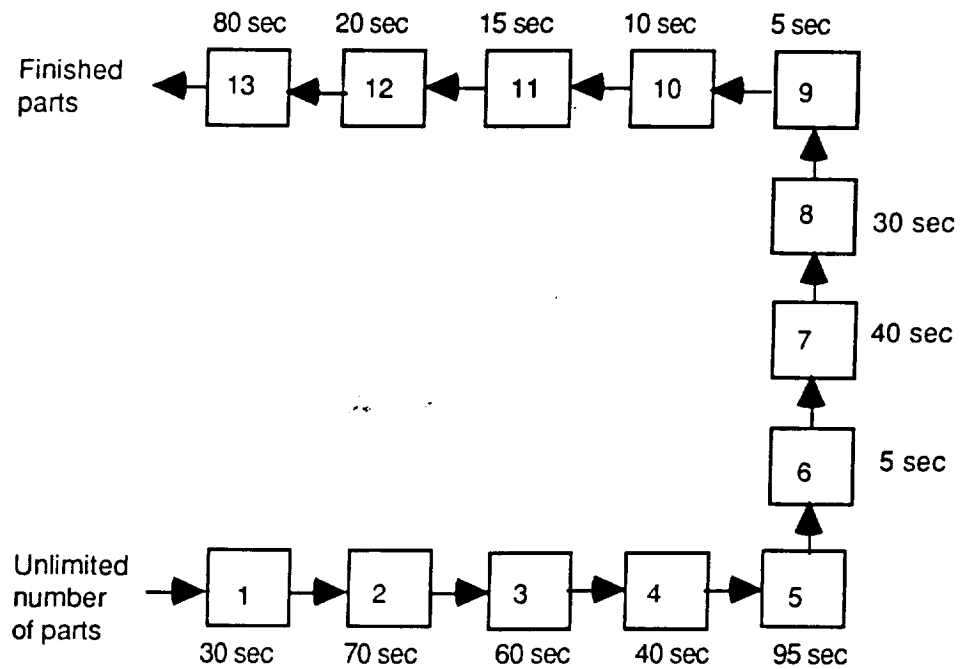 80 sec 20 sec 15 sec 10 sec 5 sec
Finished
parts
13 12 11 10 9
8 30 sec
7 40 sec
6 5 sec
Unlimited
number
of parts
1 2 3 4 5
30 sec 70 sec 60 sec 40 sec 95 sec